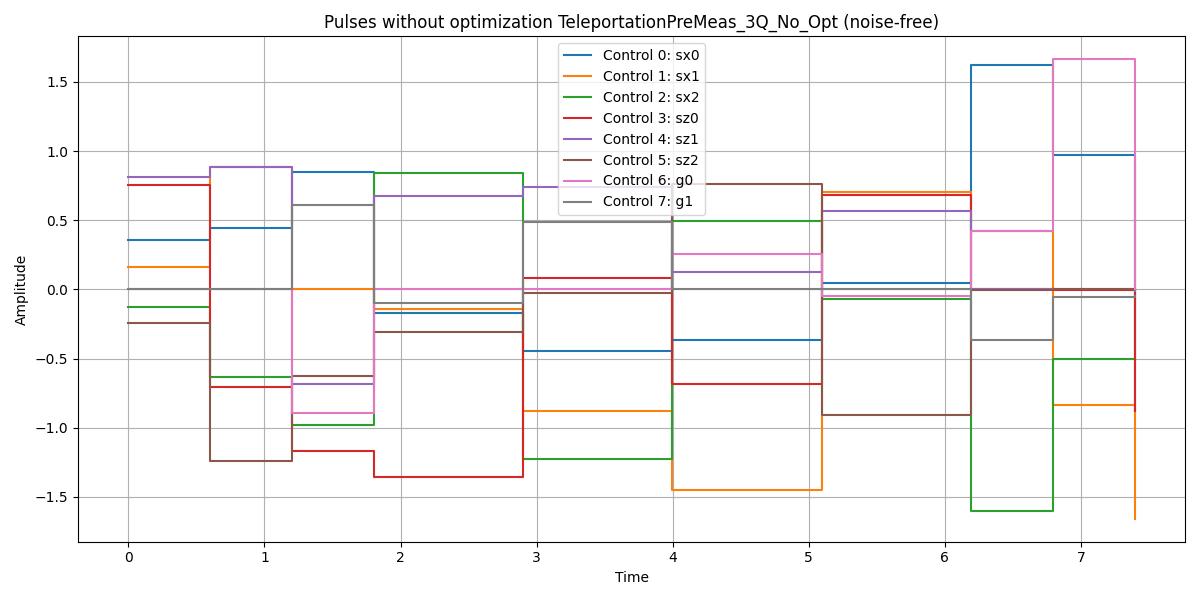 Pulses without optimization TeleportationPreMeas_3Q_No_Opt (noise-free)
Control 0: sx0
Control 1: sx1
Control 2: sx2
Control 3: sz0
Control 4: sz1
Control 5: sz2
Control 6: g0
Control 7: g1
Amplitude
1.5
1.0
0.5
0.0
−0.5
−1.0
−1.5
0 1 2 3 4 5 6 7
Time